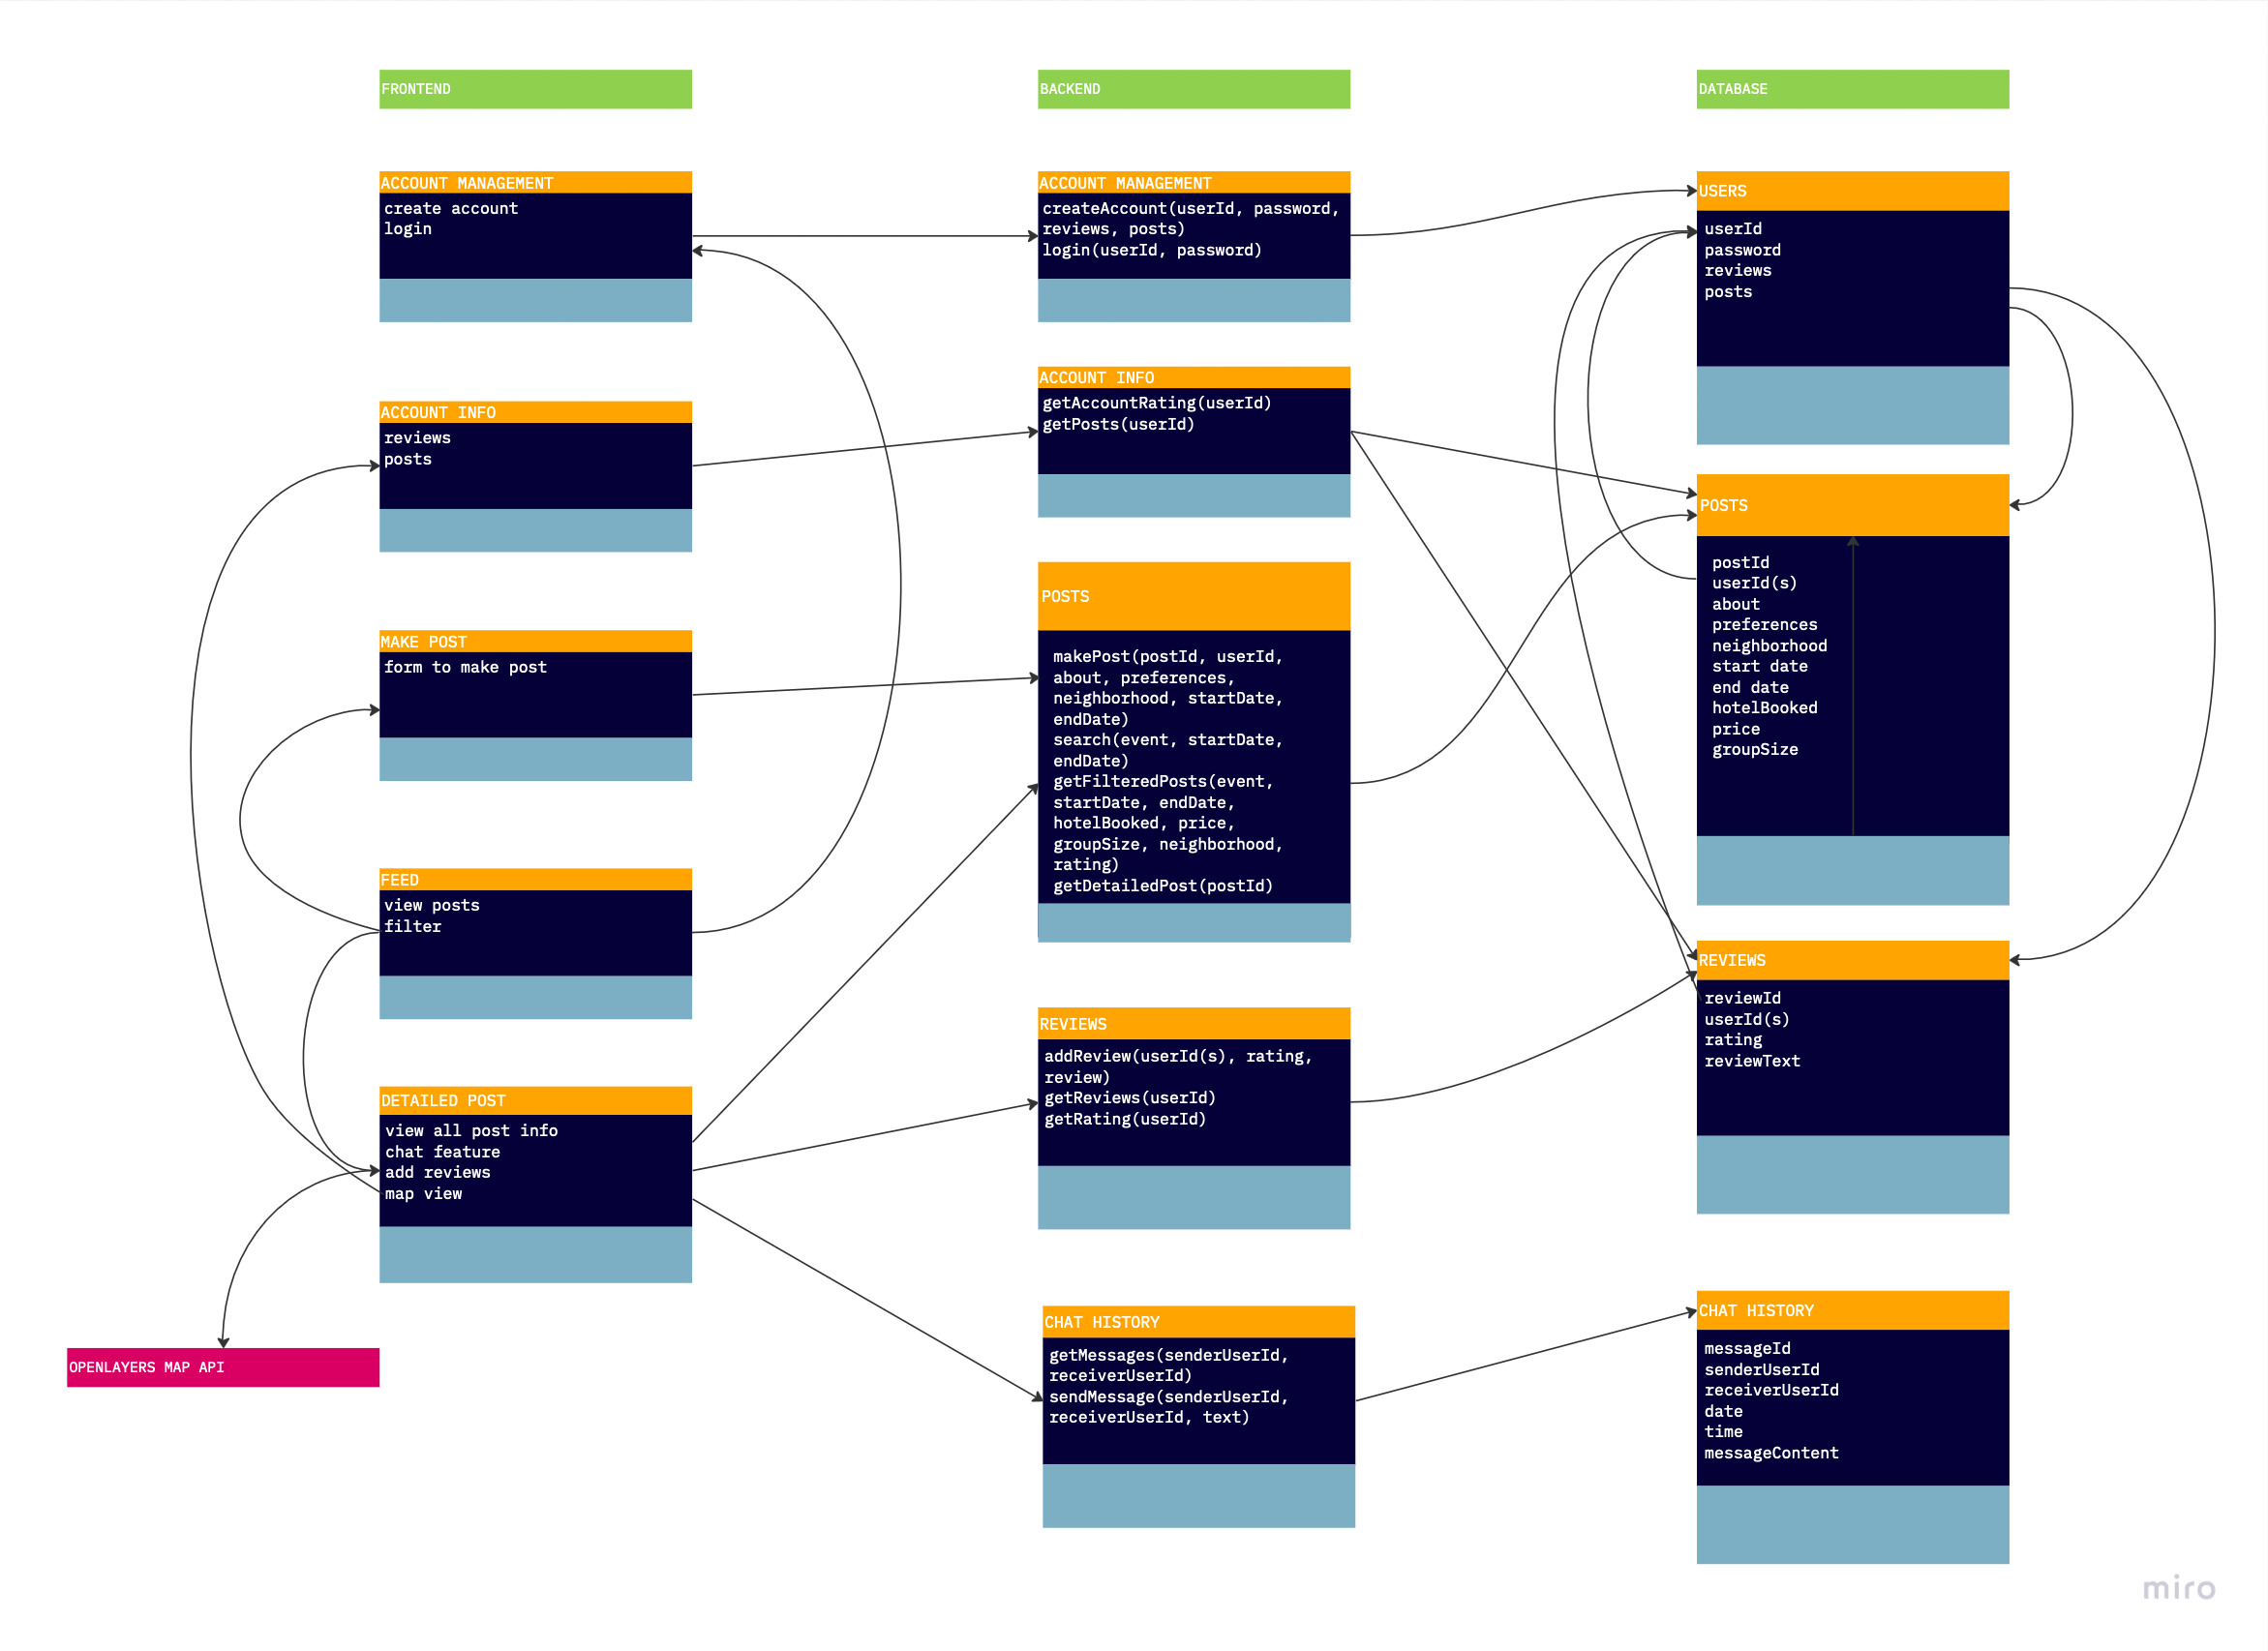 FRONTEND
ACCOUNT MANAGEMENT
create account
login
ACCOUNT INFO
reviews
posts
MAKE POST
form to make post
FEED
view posts
filter
DETAILED POST
view all post info
chat feature
add reviews
map view
OPENLAYERS MAP API
BACKEND
ACCOUNT MANAGEMENT
createAccount(userId, password,
reviews, posts)
login(userId, password)
ACCOUNT INFO
getAccountRating(userId)
getPosts(userId)
POSTS
makePost(postId, userId,
about, preferences,
neighborhood, startDate,
endDate)
search(event, startDate,
endDate)
getFilteredPosts(event,
startDate, endDate,
hotelBooked, price,
groupSize, neighborhood,
rating)
getDetailedPost(postId)
REVIEWS
addReview(userId(s), rating,
review)
getReviews(userId)
getRating(userId)
CHAT HISTORY
getMessages(senderUserId,
receiverUserId)
sendMessage(senderUserId,
receiverUserId, text)
DATABASE
USERS
userId
password
reviews
posts
POSTS
postId
userId(s)
about
preferences
neighborhood
start date
end date
hotelBooked
price
groupSize
REVIEWS
reviewId
userId(s)
rating
reviewText
CHAT HISTORY
messageId
senderUserId
receiverUserId
date
time
messageContent
miro